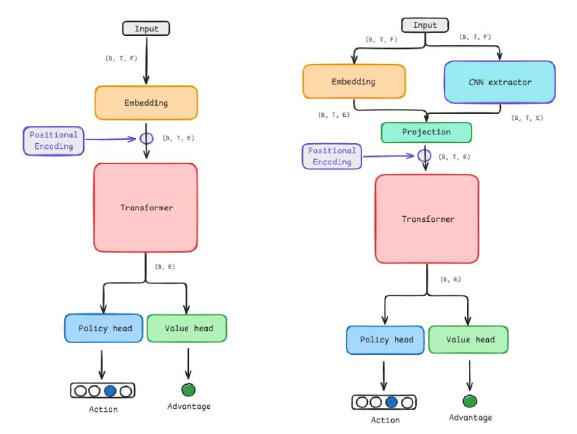 Input
(B, T, F)
Embedding
Positional
Encoding
(B, T, E)
Transformer
(B, E)
Policy head
Value head
Action
Advantage
Input
(B, T, F)
(B, T, F)
Embedding
CNN extractor
(B, T, E)
(B, T, E)
Projection
Positional
Encoding
(B, T, E)
Transformer
(B, E)
Policy head
Value head
Action
Advantage